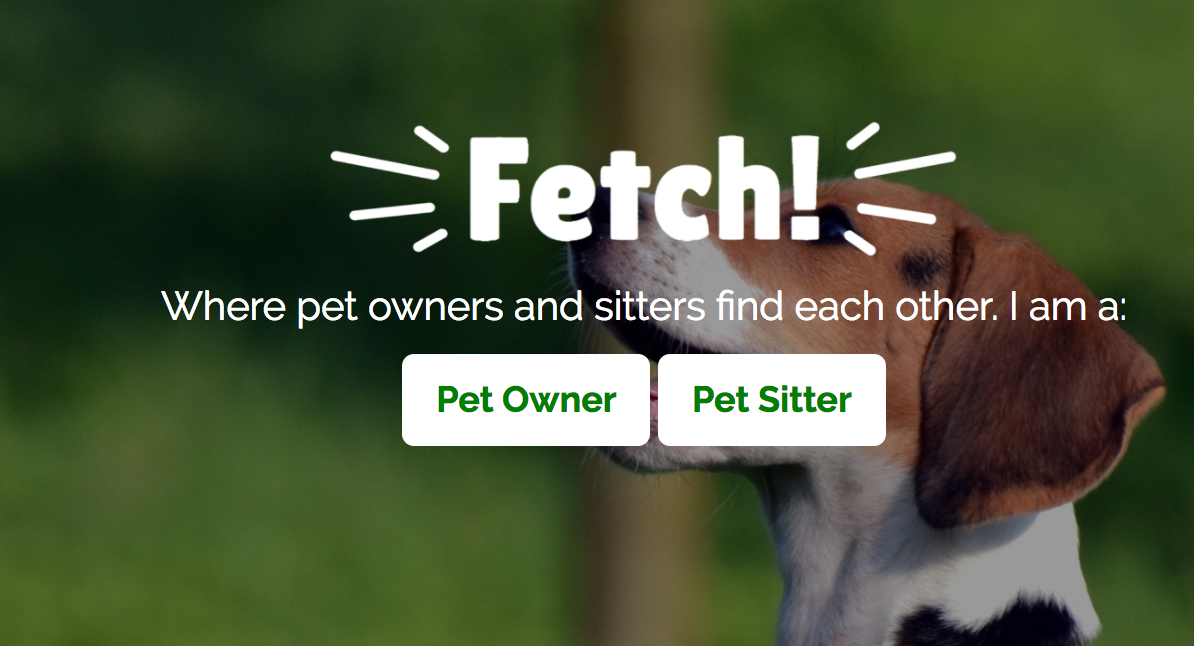 Fetch!
Where pet owners and sitters find each other. I am a:
Pet Owner Pet Sitter